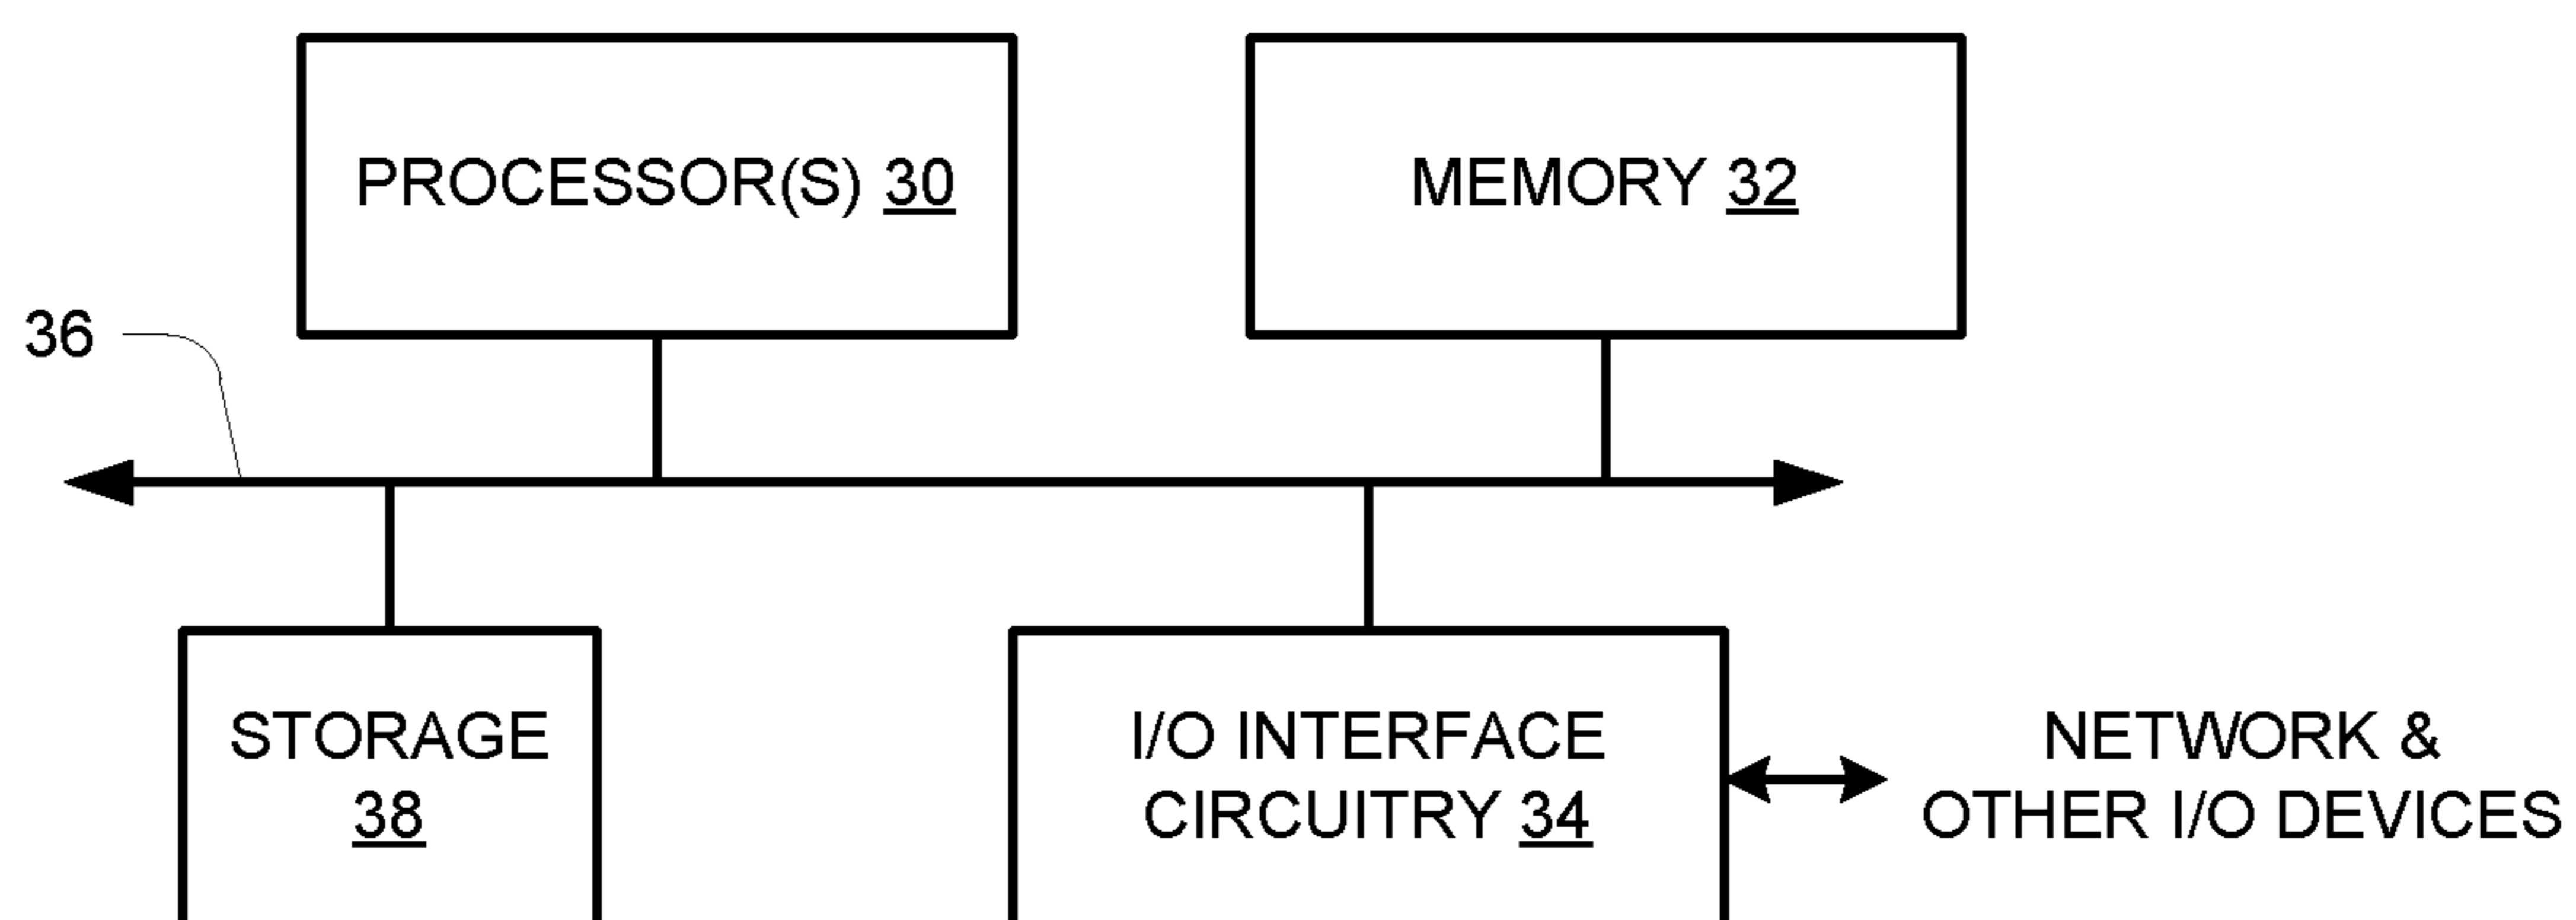 PROCESSOR(S) 30
MEMORY 32
36
STORAGE
38
I/O INTERFACE
CIRCUITRY 34
NETWORK &
OTHER I/O DEVICES